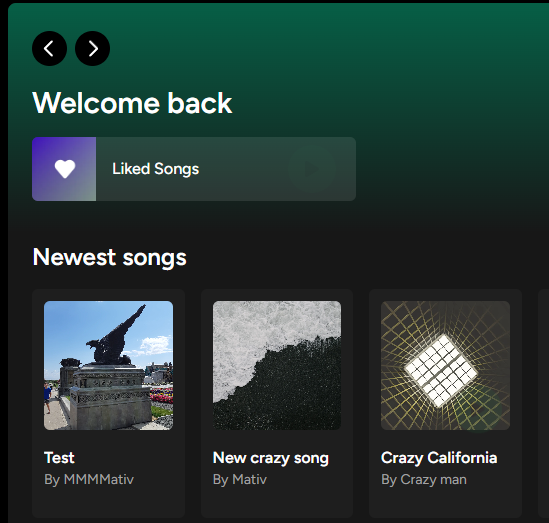 Welcome back
Liked Songs
Newest songs
Test
By MMMMativ
New crazy song
By Mativ
Crazy California
By Crazy man